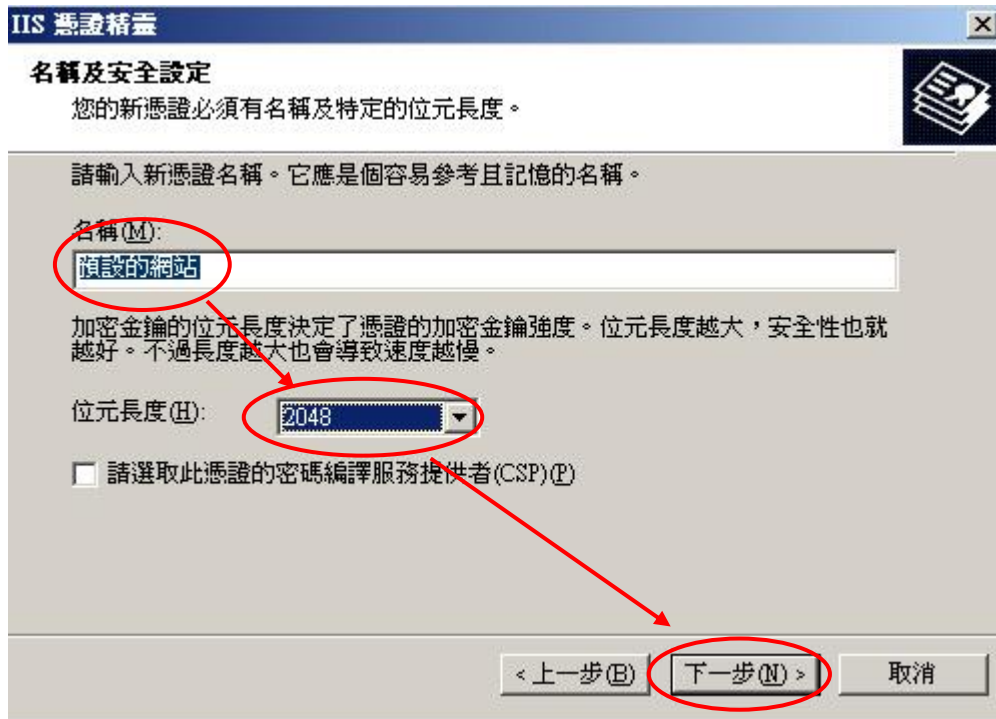 IIS 憑證精靈
名稱及安全設定
您的新憑證必須有名稱及特定的位元長度。
請輸入新憑證名稱。它應是個容易參考且記憶的名稱。
名稱(M):
預設的網站
加密金鑰的位元長度決定了憑證的加密金鑰強度。位元長度越大，安全性也就
越好。不過長度越大也會導致速度越慢。
位元長度(H): 2048
請選取此憑證的密碼編譯服務提供者(CSP)(P)
<上一步(B) 下一步(N)> 取消